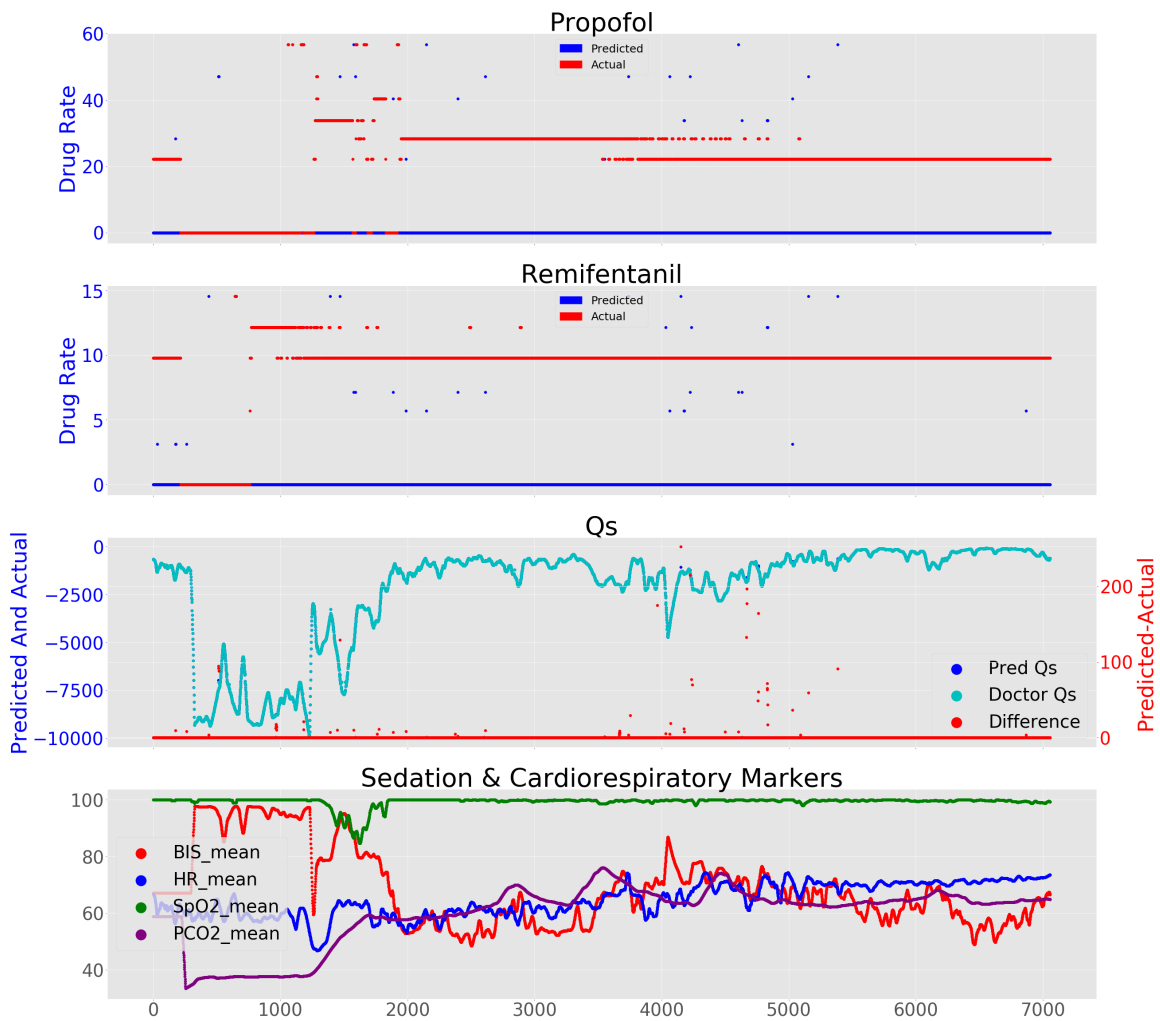 Propofol
60
40
20
0
Drug Rate
Predicted
Actual
Remifentanil
15
10
5
0
Drug Rate
Predicted
Actual
Qs
0
−2500
−5000
−7500
−10000
Predicted And Actual
200
100
0
Predicted-Actual
Pred Qs
Doctor Qs
Difference
Sedation & Cardiorespiratory Markers
100
80
60
40
BIS_mean
HR_mean
SpO2_mean
PCO2_mean
0 1000 2000 3000 4000 5000 6000 7000